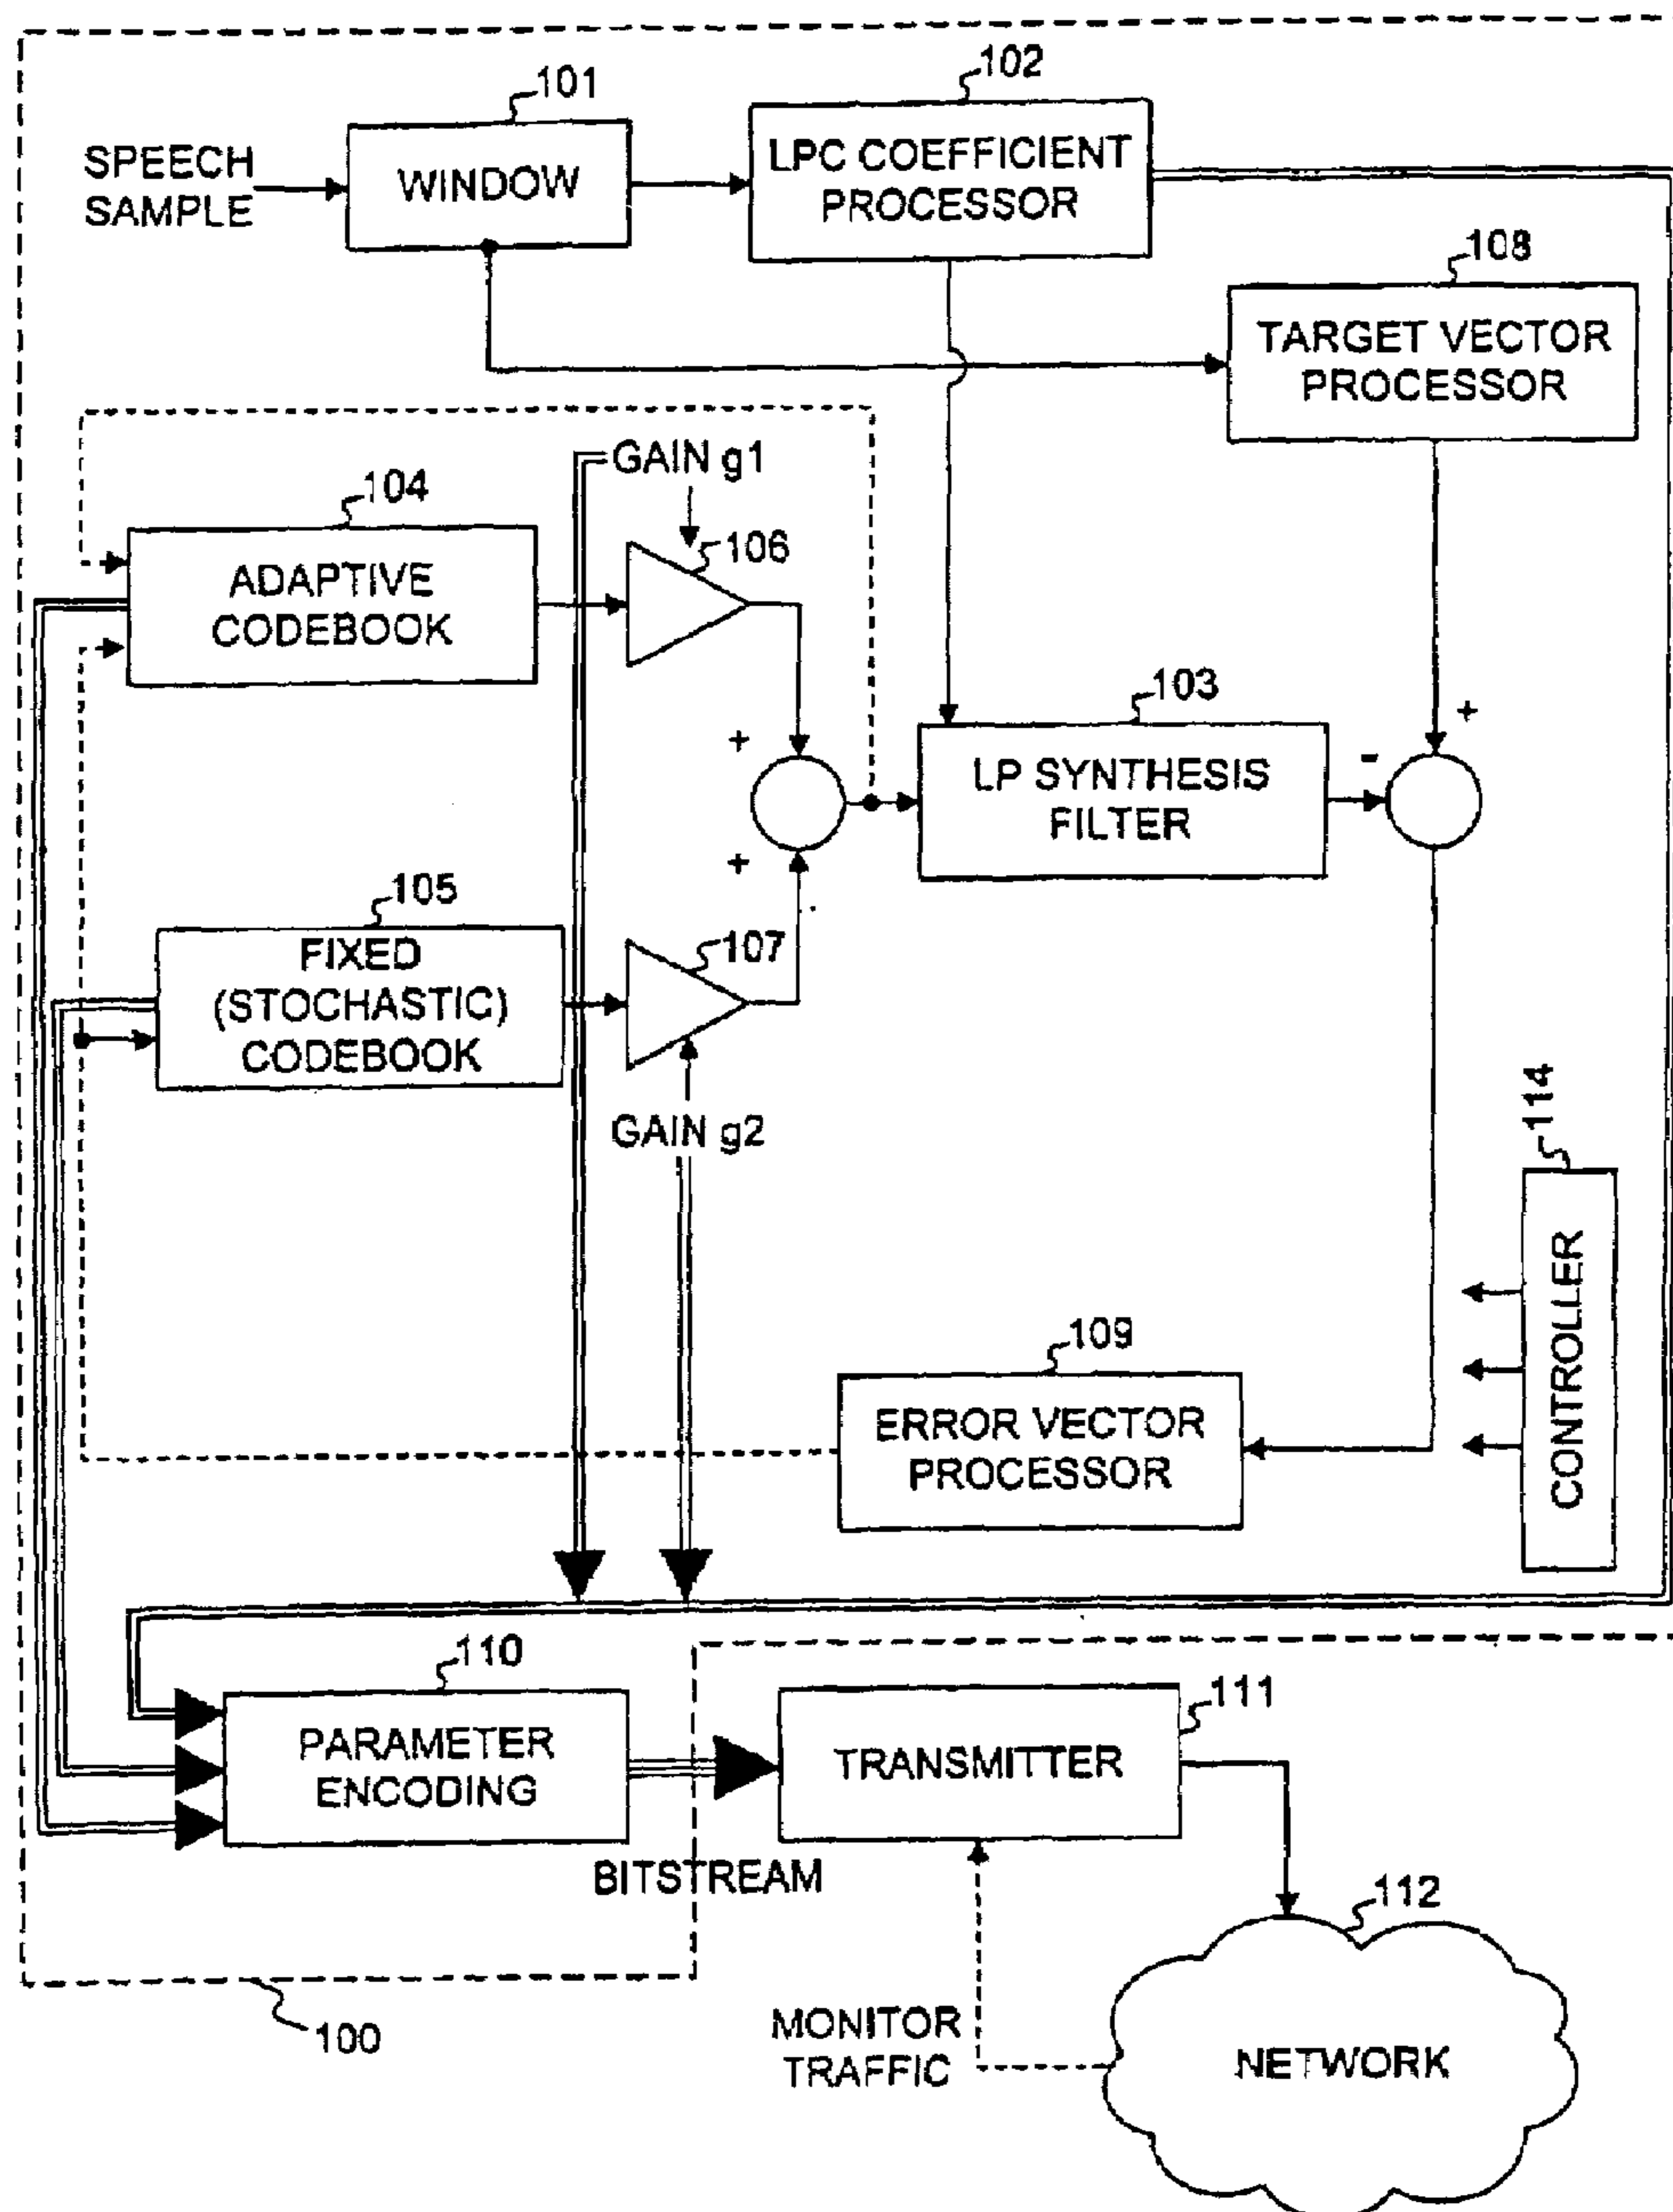 101
102
SPEECH
SAMPLE
WINDOW
LPC COEFFICIENT
PROCESSOR
108
TARGET VECTOR
PROCESSOR
GAIN g1
104
106
ADAPTIVE
CODEBOOK
103
+
+
-
LP SYNTHESIS
FILTER
+
105
107
FIXED
(STOCHASTIC)
CODEBOOK
GAIN g2
114
CONTROLLER
109
ERROR VECTOR
PROCESSOR
110
111
PARAMETER
ENCODING
TRANSMITTER
BITSTREAM
112
100
MONITOR
TRAFFIC
NETWORK